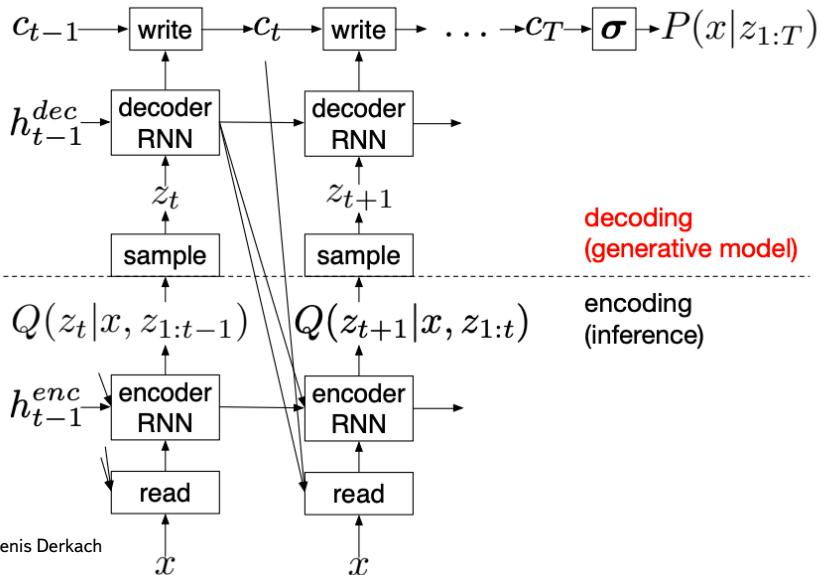 c_{t-1} write c_t write ... c_T σ P(x|z_{1:T})
h_{t-1}^{dec} decoder RNN decoder RNN
z_t z_{t+1}
decoding
(generative model)
sample sample
encoding
(inference)
Q(z_t|x, z_{1:t-1}) Q(z_{t+1}|x, z_{1:t})
h_{t-1}^{enc} encoder RNN encoder RNN
read read
enis Derkach
x x